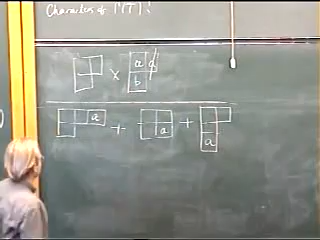 Characters of
× a
b
a + a + a